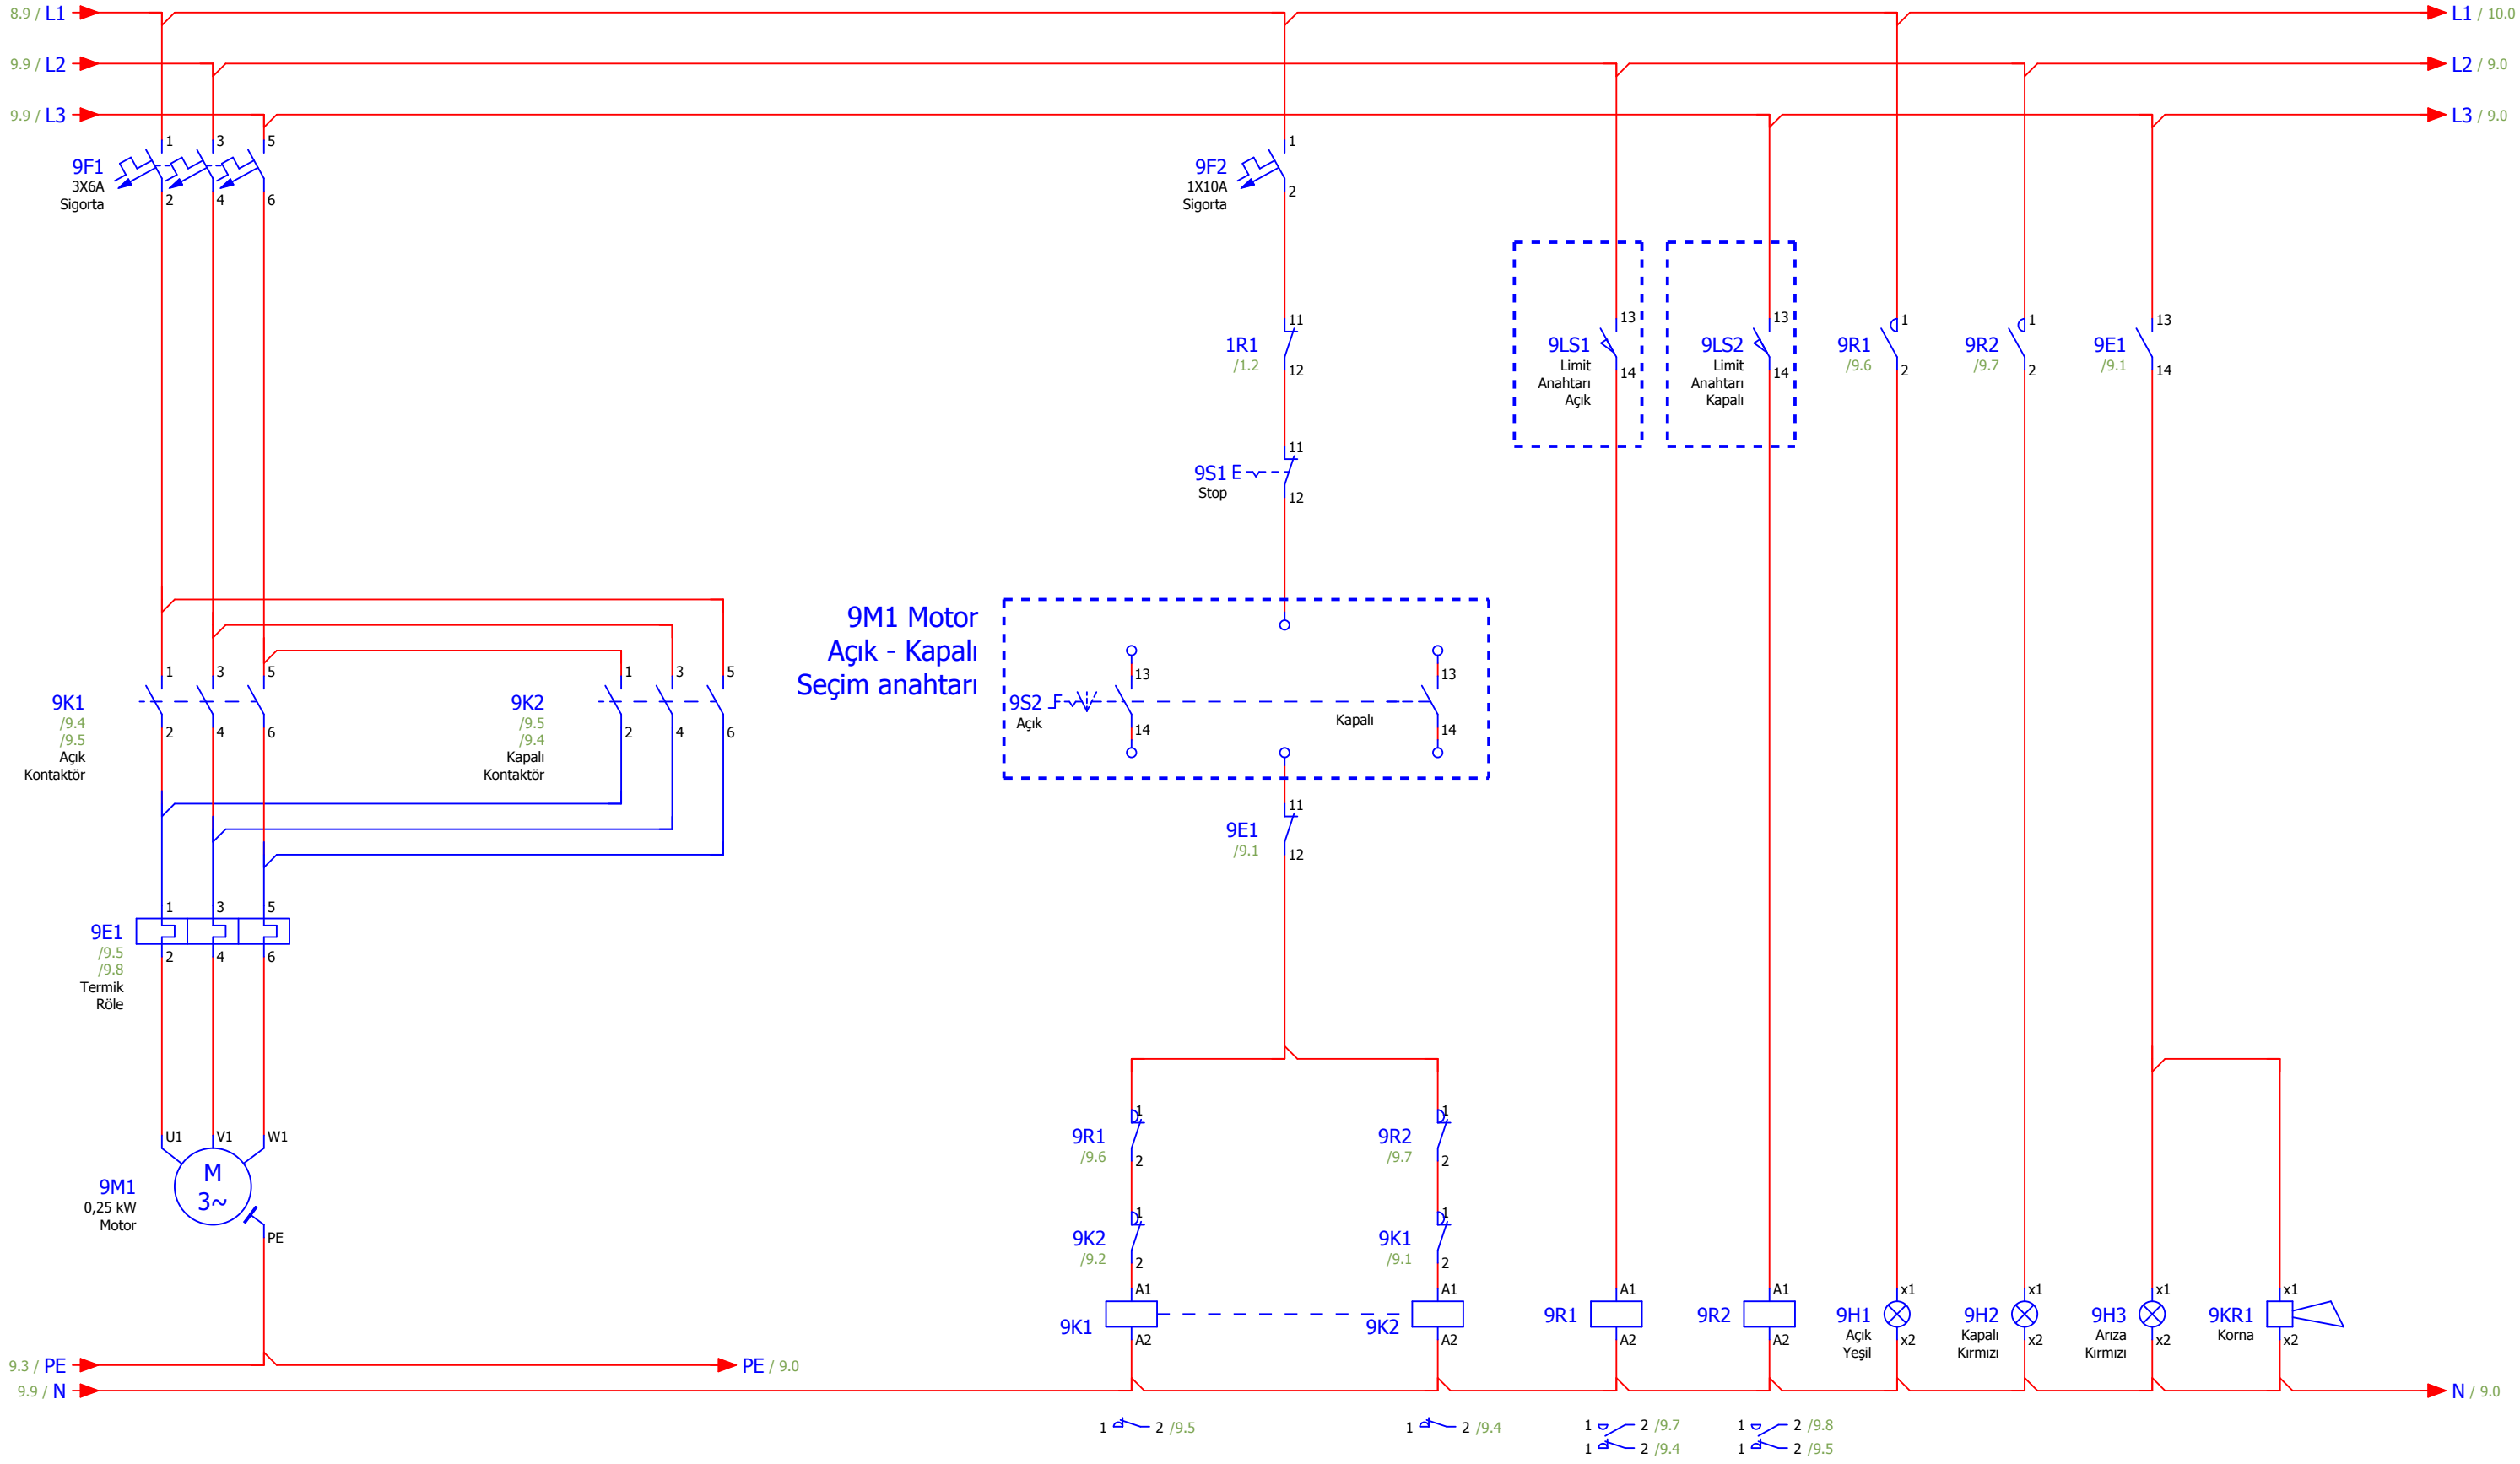 8.9 / L1
L1 / 10.0
9.9 / L2
L2 / 9.0
9.9 / L3
L3 / 9.0
1 3 5
9F1
3X6A
Sigorta
2 4 6
1
9F2
1X10A
Sigorta
2
11
1R1
/1.2
12
13
9LS1
Limit
Anahtarı
Açık
14
13
9LS2
Limit
Anahtarı
Kapalı
14
1
9R1
/9.6
2
1
9R2
/9.7
2
13
9E1
/9.1
14
11
9S1
Stop
12
1 3 5
9K1
/9.4
/9.5
Açık
Kontaktör
2 4 6
1 3 5
9K2
/9.5
/9.4
Kapalı
Kontaktör
2 4 6
9M1 Motor
Açık - Kapalı
Seçim anahtarı
13
9S2
Açık
14
13
Kapalı
14
11
9E1
/9.1
12
1 3 5
9E1
/9.5
/9.8
Termik
Röle
2 4 6
U1 V1 W1
M
3~
9M1
0,25 kW
Motor
PE
1
9R1
/9.6
2
1
9R2
/9.7
2
1
9K2
/9.2
2
1
9K1
/9.1
2
A1
9K1
A2
A1
9K2
A2
A1
9R1
A2
A1
9R2
A2
x1
9H1
Açık
Yeşil
x2
x1
9H2
Kapalı
Kırmızı
x2
x1
9H3
Arıza
Kırmızı
x2
x1
9KR1
Korna
x2
9.3 / PE
PE / 9.0
9.9 / N
N / 9.0
1 2 /9.5
1 2 /9.4
1 2 /9.7
1 2 /9.4
1 2 /9.8
1 2 /9.5